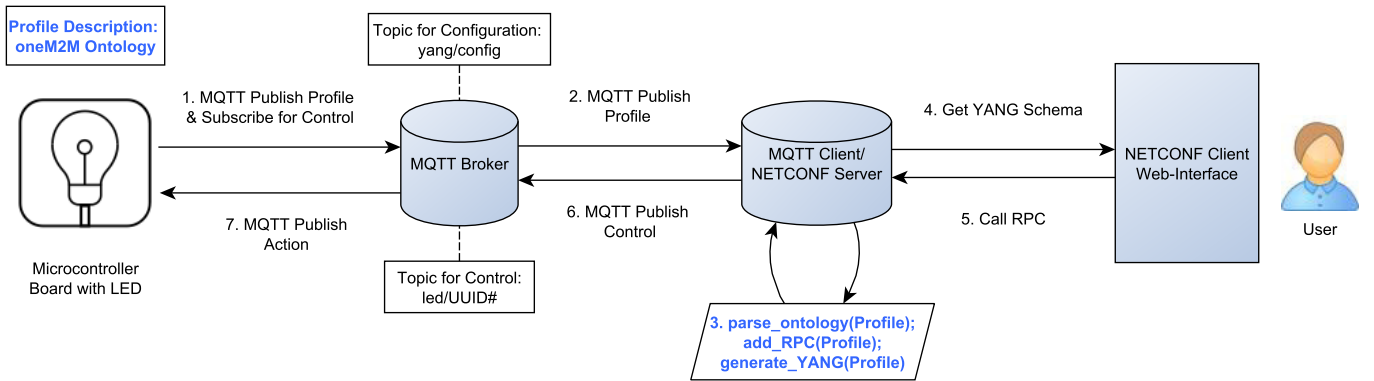 Profile Description:
oneM2M Ontology
Topic for Configuration:
yang/config
1. MQTT Publish Profile
& Subscribe for Control
2. MQTT Publish
Profile
4. Get YANG Schema
MQTT Broker
MQTT Client/
NETCONF Server
NETCONF Client
Web-Interface
7. MQTT Publish
Action
6. MQTT Publish
Control
5. Call RPC
User
Microcontroller
Board with LED
Topic for Control:
led/UUID#
3. parse_ontology(Profile);
add_RPC(Profile);
generate_YANG(Profile)